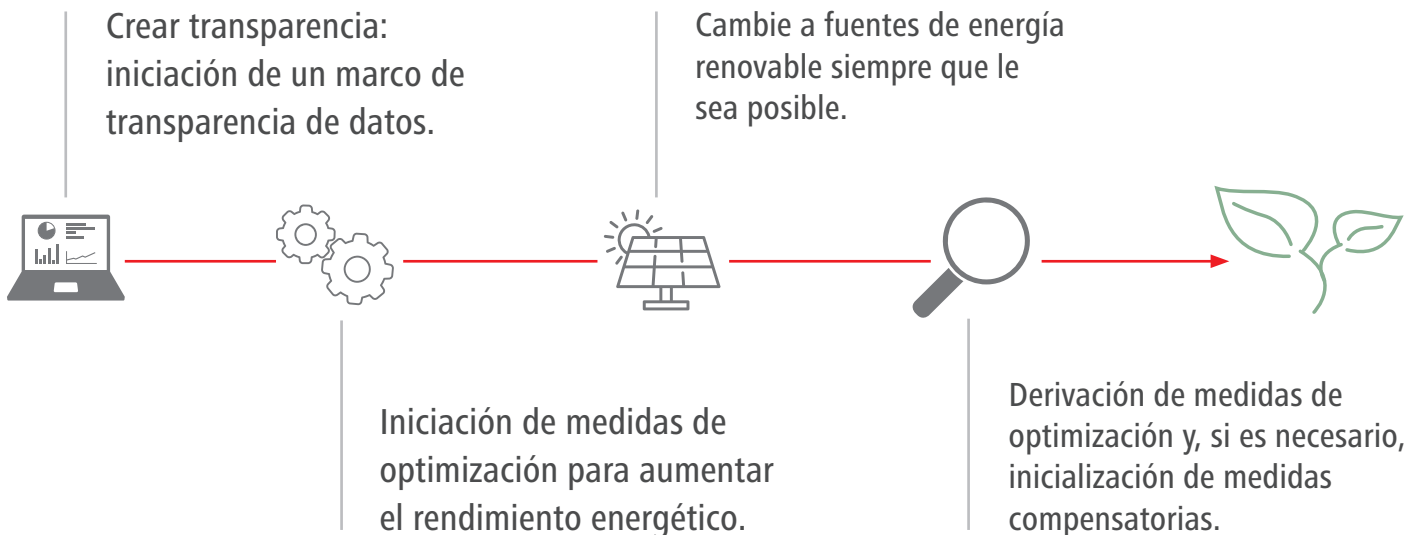 Crear transparencia:
iniciación de un marco de
transparencia de datos.
Iniciación de medidas de
optimización para aumentar
el rendimiento energético.
Cambie a fuentes de energía
renovable siempre que le
sea posible.
Derivación de medidas de
optimización y, si es necesario,
inicialización de medidas
compensatorias.